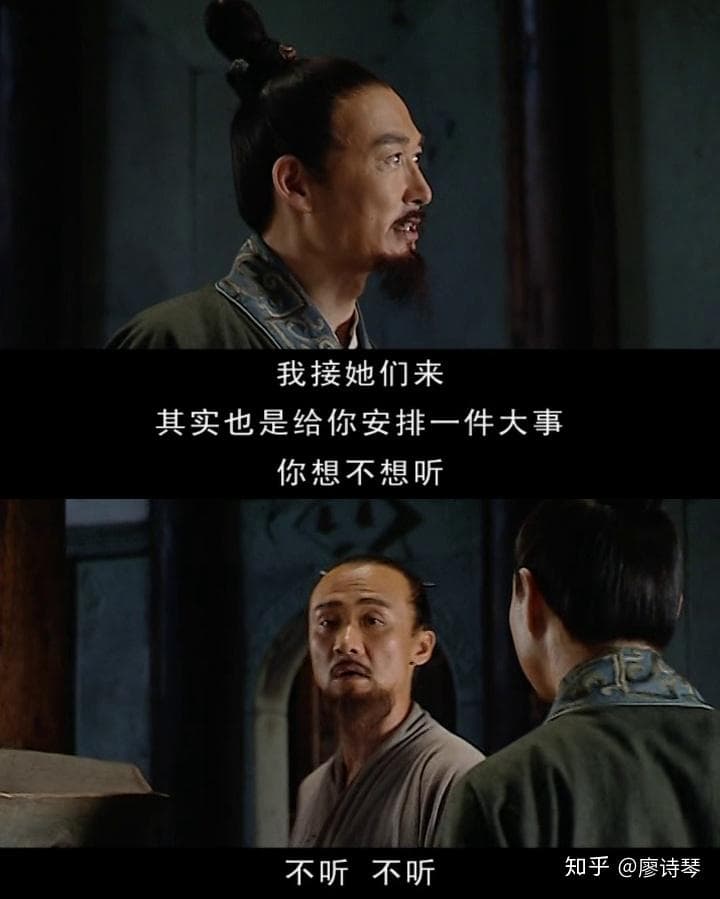 我接她们来
其实也是给你安排一件大事
你想不想听
不听 不听
知乎 @廖诗琴